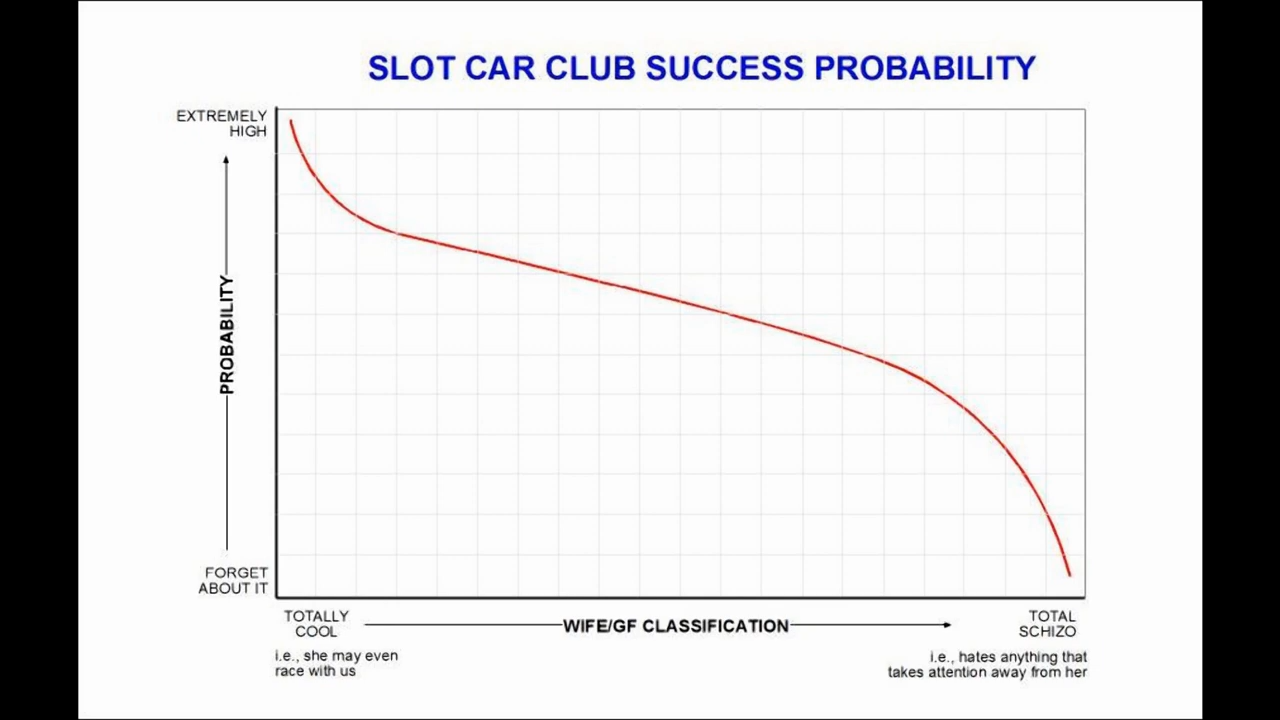 SLOT CAR CLUB SUCCESS PROBABILITY
EXTREMELY
HIGH
PROBABILITY
FORGET
ABOUT IT
TOTALLY
COOL
WIFE/GF CLASSIFICATION
TOTAL
SCHIZO
i.e., she may even
race with us
i.e., hates anything that
takes attention away from her